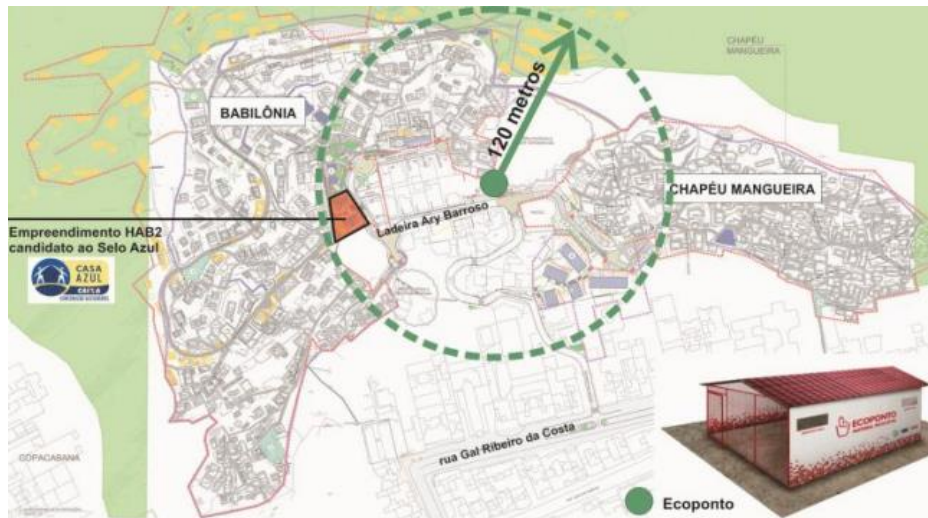 CHAPÉU
MANGUEIRA
120 metros
BABILÔNIA
CHAPÉU MANGUEIRA
Ladeira Ary Barroso
Empreendimento HAB2
candidato ao Selo Azul
CASA
AZUL
CAIXA
ECOPONTO
rua Gal Ribeiro da Costa
COPACABANA
Ecoponto